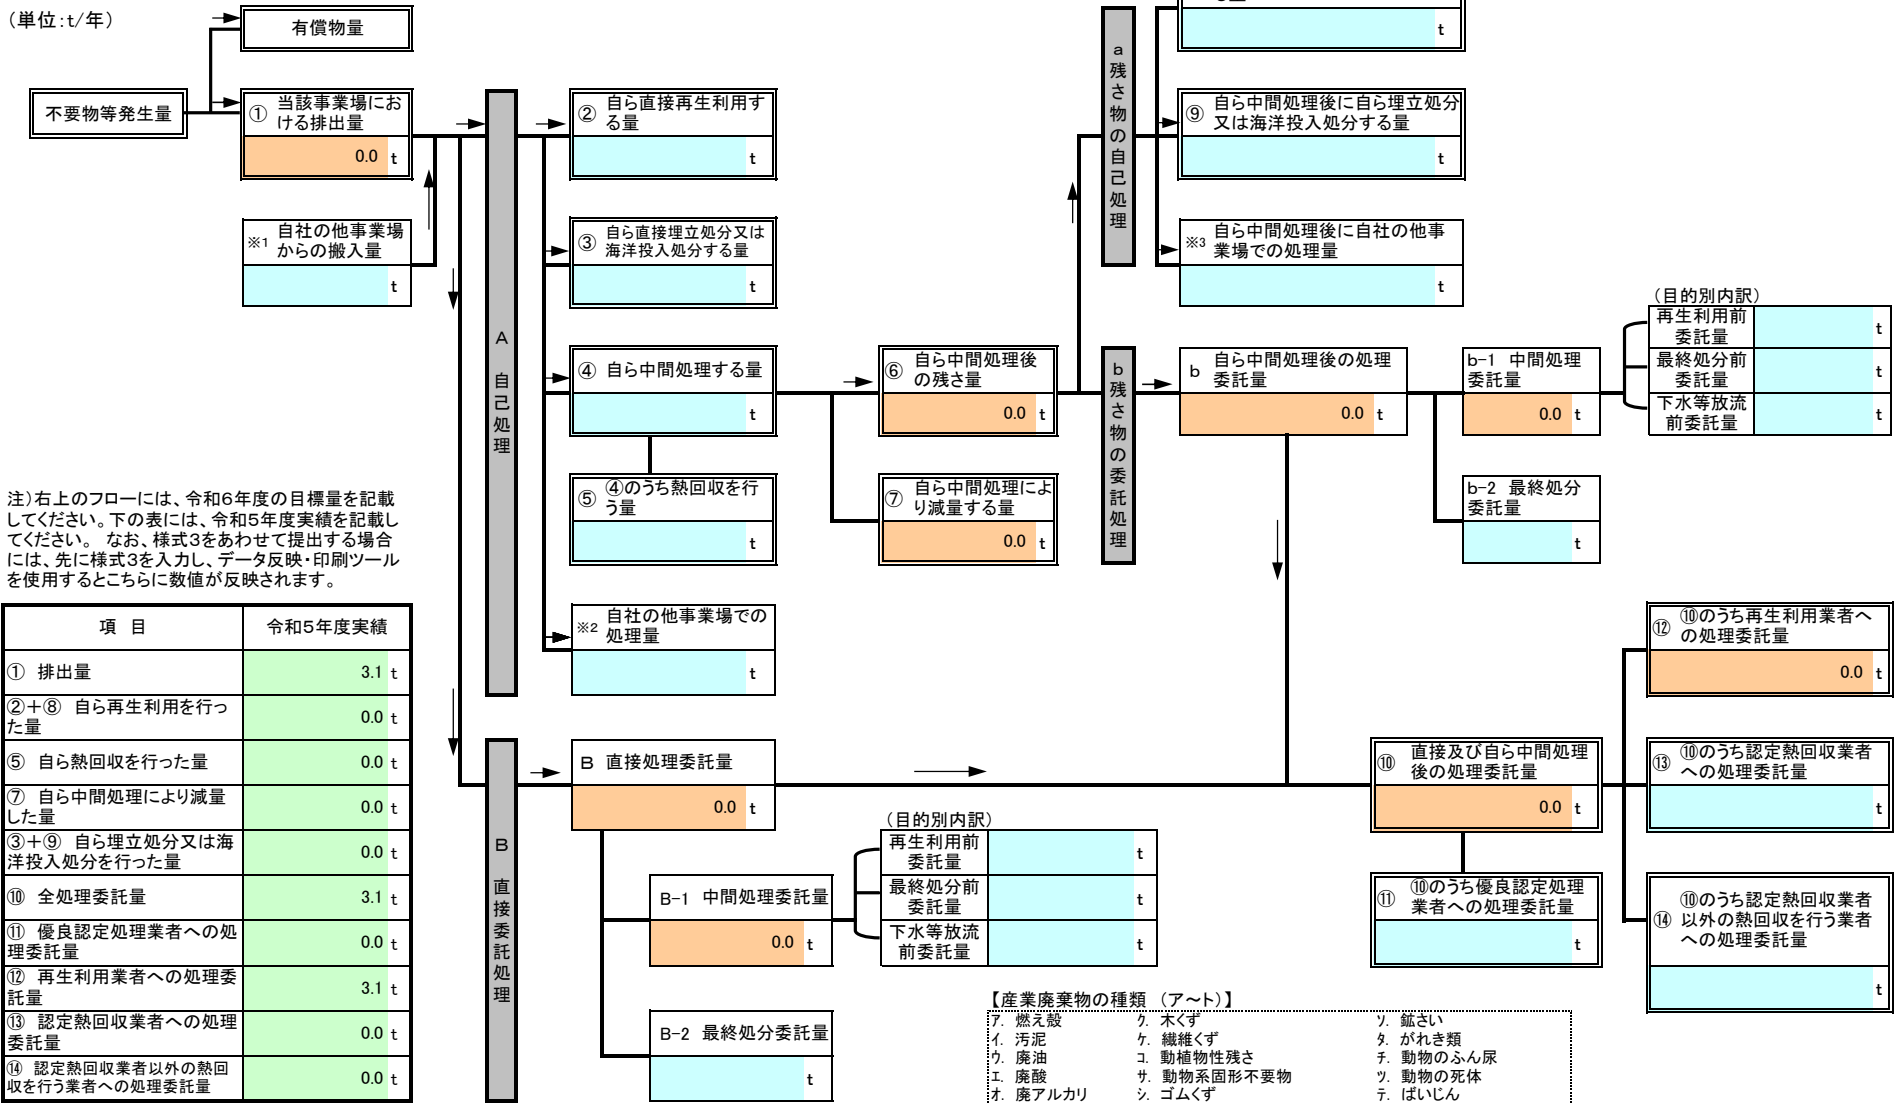 (単位:t/年)
有償物量
不要物等発生量
① 当該事業場にお
ける排出量
0.0 t
※1 自社の他事業場
からの搬入量
t
A 自己処理
② 自ら直接再生利用す
る量
t
③ 自ら直接埋立処分又は
海洋投入処分する量
t
④ 自ら中間処理する量
t
⑤ ④のうち熱回収を行
う量
t
※2 自社の他事業場での
処理量
t
⑥ 自ら中間処理後
の残さ量
0.0 t
⑦ 自ら中間処理によ
り減量する量
0.0 t
a 残さ物の自己処理
t
⑨ 自ら中間処理後に自ら埋立処分
又は海洋投入処分する量
t
※3 自ら中間処理後に自社の他事
業場での処理量
t
b 残さ物の委託処理
b 自ら中間処理後の処理
委託量
0.0 t
b-1 中間処理
委託量
0.0 t
(目的別内訳)
再生利用前
委託量
t
最終処分前
委託量
t
下水等放流
前委託量
t
b-2 最終処分
委託量
t
注)右上のフローには、令和6年度の目標量を記載
してください。下の表には、令和5年度実績を記載し
てください。 なお、様式3をあわせて提出する場合
には、先に様式3を入力し、データ反映・印刷ツール
を使用するとこちらに数値が反映されます。
項 目 令和5年度実績
① 排出量 3.1 t
②+⑧ 自ら再生利用を行っ
た量 0.0 t
⑤ 自ら熱回収を行った量 0.0 t
⑦ 自ら中間処理により減量
した量 0.0 t
③+⑨ 自ら埋立処分又は海
洋投入処分を行った量 0.0 t
⑩ 全処理委託量 3.1 t
⑪ 優良認定処理業者への処
理委託量 0.0 t
⑫ 再生利用業者への処理委
託量 3.1 t
⑬ 認定熱回収業者への処理
委託量 0.0 t
⑭ 認定熱回収業者以外の熱回
収を行う業者への処理委託量 0.0 t
B 直接委託処理
B 直接処理委託量
0.0 t
B-1 中間処理委託量
0.0 t
(目的別内訳)
再生利用前
委託量
t
最終処分前
委託量
t
下水等放流
前委託量
t
B-2 最終処分委託量
t
⑩ 直接及び自ら中間処理
後の処理委託量
0.0 t
⑪ ⑩のうち優良認定処理
業者への処理委託量
t
⑫ ⑩のうち再生利用業者へ
の処理委託量
0.0 t
⑬ ⑩のうち認定熱回収業者
への処理委託量
t
⑭ ⑩のうち認定熱回収業者
以外の熱回収を行う業者
への処理委託量
t
【産業廃棄物の種類 (ア~ト)】
ア. 燃え殻 ク. 木くず ソ. 鉱さい
イ. 汚泥 ケ. 繊維くず タ. がれき類
ウ. 廃油 コ. 動植物性残さ チ. 動物のふん尿
エ. 廃酸 サ. 動物系固形不要物 ツ. 動物の死体
オ. 廃アルカリ シ. ゴムくず テ. ばいじん